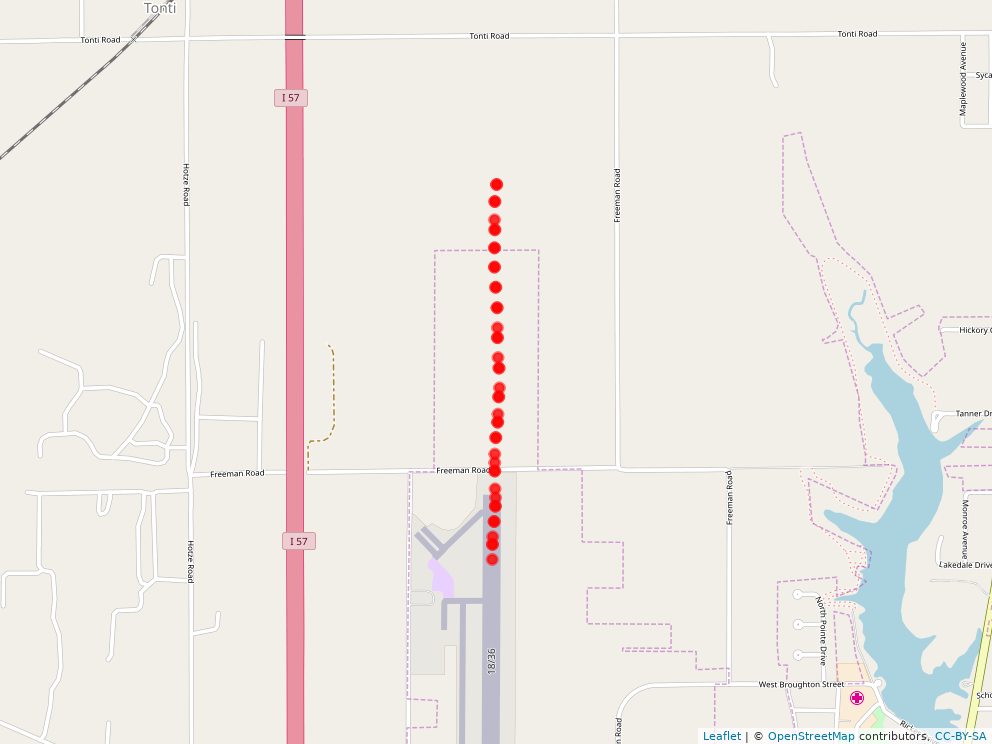 Tonti
Tonti Road
Tonti Road
Tonti Road
Maplewood Avenue
Syca
I 57
Hotze Road
Freeman Road
Hickory C
Tanner Dr
Freeman Road
Freeman Road
Freeman Road
Monroe Avenue
I 57
Hotze Road
Lakedale Drive
North Pointe Drive
18/36
West Broughton Street
Scho
n Road
Leaflet | © OpenStreetMap contributors, CC-BY-SA